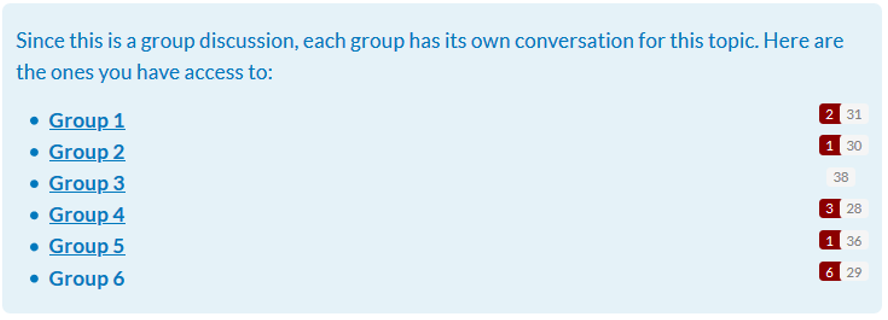 Since this is a group discussion, each group has its own conversation for this topic. Here are
the ones you have access to:
• Group 1 2 31
• Group 2 1 30
• Group 3 38
• Group 4 3 28
• Group 5 1 36
• Group 6 6 29